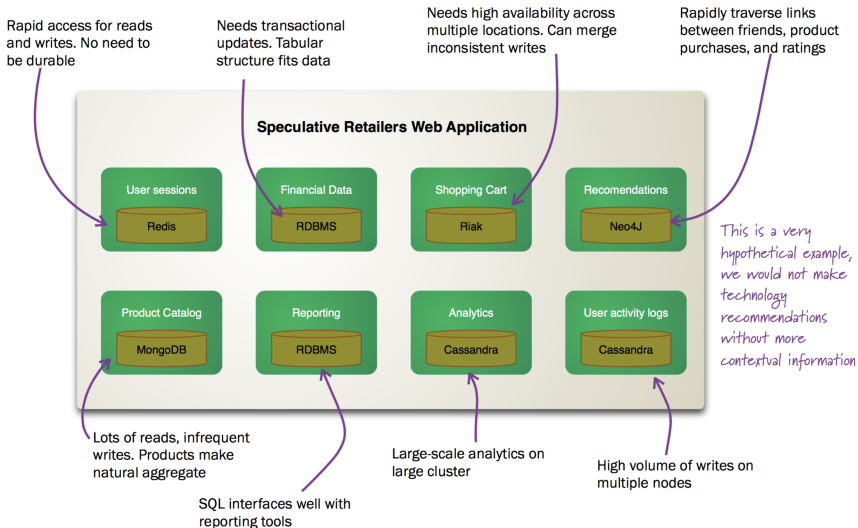 Rapid access for reads
and writes. No need to
be durable
Needs transactional
updates. Tabular
structure fits data
Needs high availability across
multiple locations. Can merge
inconsistent writes
Rapidly traverse links
between friends, product
purchases, and ratings
Speculative Retailers Web Application
User sessions
Redis
Financial Data
RDBMS
Shopping Cart
Riak
Recomendations
Neo4J
This is a very
hypothetical example,
we would not make
technology
recommendations
without more
contextual information
Product Catalog
MongoDB
Reporting
RDBMS
Analytics
Cassandra
User activity logs
Cassandra
Lots of reads, infrequent
writes. Products make
natural aggregate
SQL interfaces well with
reporting tools
Large-scale analytics on
large cluster
High volume of writes on
multiple nodes